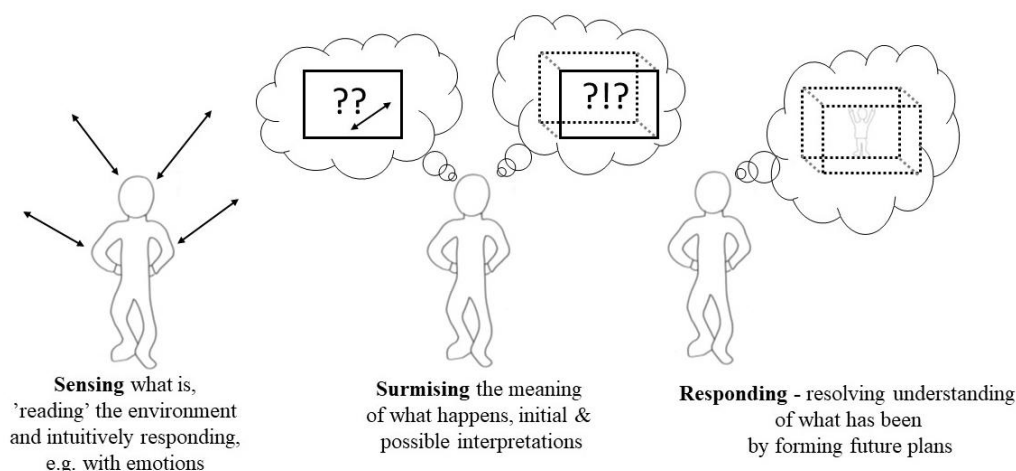 ??
?!?
Sensing what is,
’reading’ the environment
and intuitively responding,
e.g. with emotions
Surmising the meaning
of what happens, initial &
possible interpretations
Responding - resolving understanding
of what has been
by forming future plans